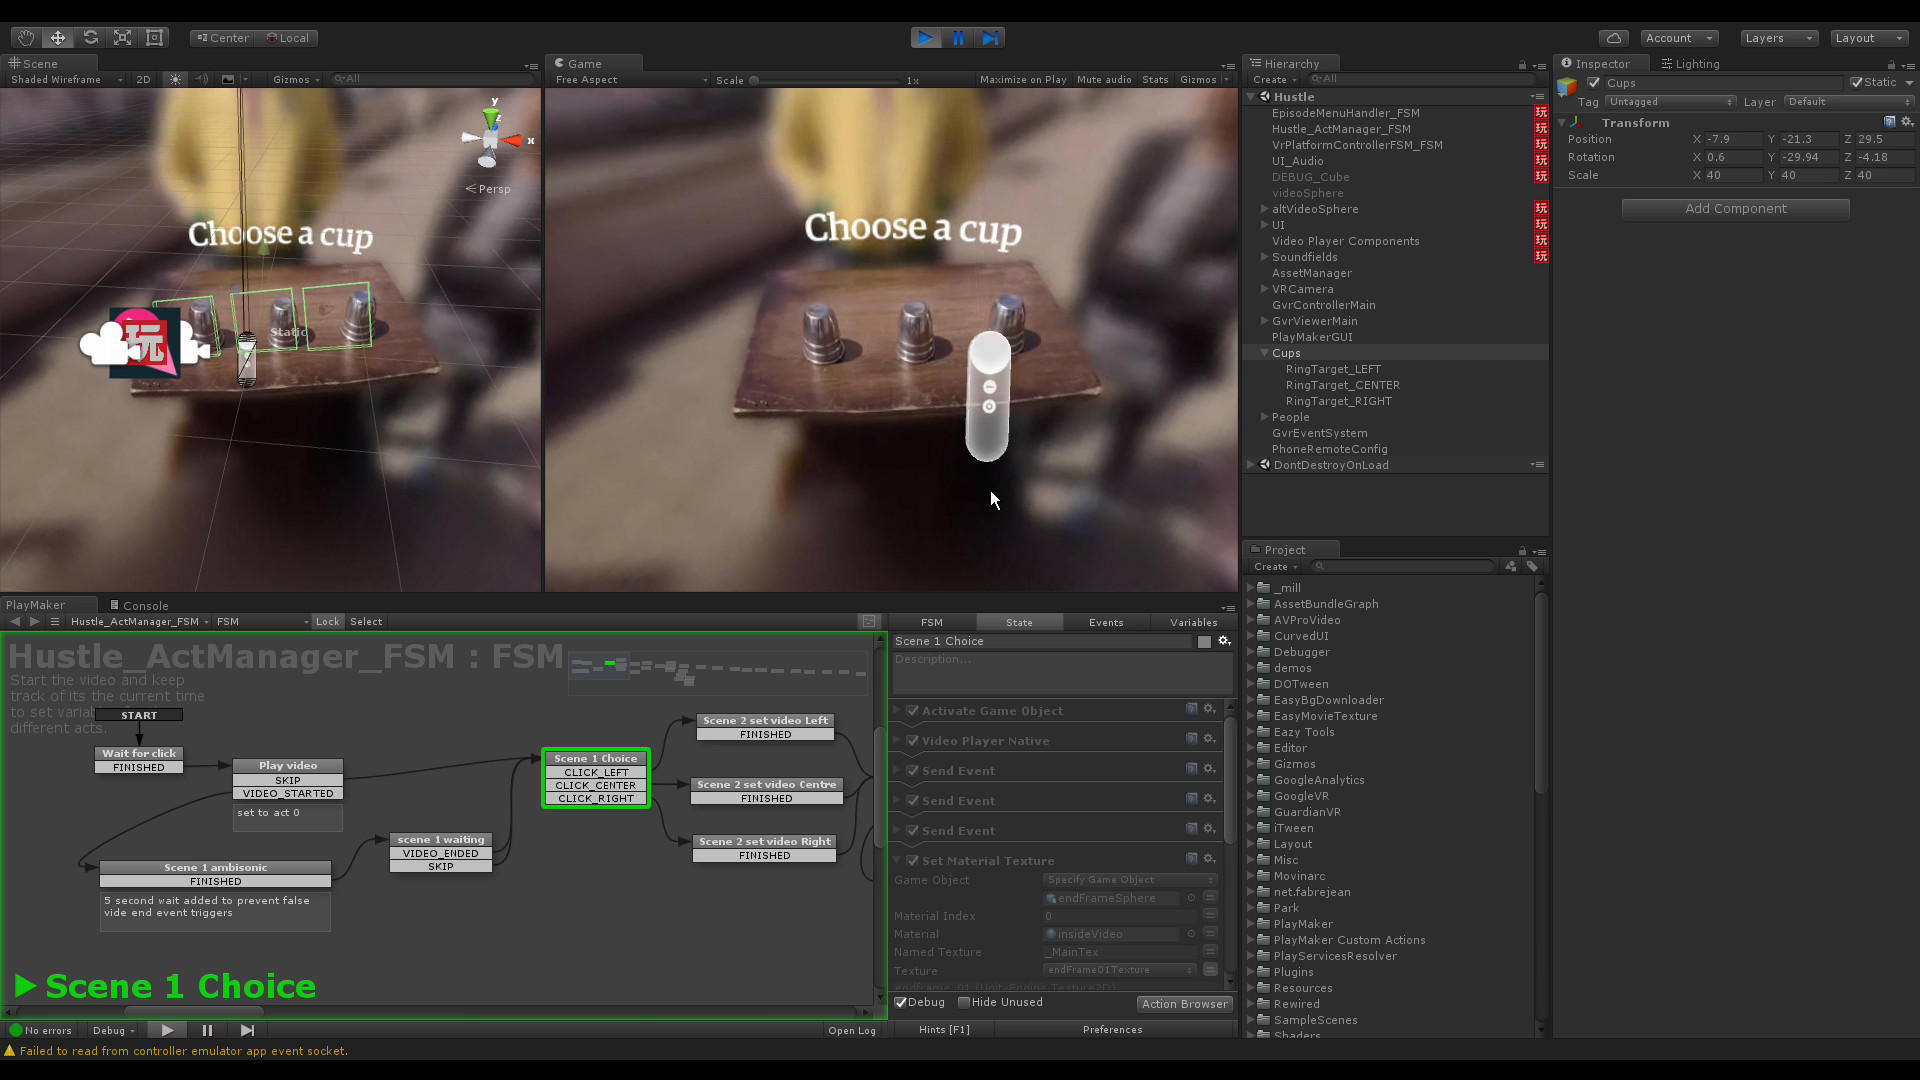 Center
Local
Account
Layers
Layout
Scene
Shaded Wireframe
2D
Gizmos
All
y
z
x
Persp
Choose a cup
Static
玩
Game
Free Aspect
Scale
1x
Maximize on Play
Mute audio
Stats
Gizmos
Choose a cup
Hierarchy
Create
All
Hustle
EpisodeMenuHandler_FSM
Hustle_ActManager_FSM
VrPlatformControllerFSM_FSM
UI_Audio
DEBUG_Cube
videoSphere
altVideoSphere
UI
Video Player Components
Soundfields
AssetManager
VRCamera
GvrControllerMain
GvrViewerMain
PlayMakerGUI
Cups
RingTarget_LEFT
RingTarget_CENTER
RingTarget_RIGHT
People
GvrEventSystem
PhoneRemoteConfig
DontDestroyOnLoad
Inspector
Lighting
Cups
Static
Tag Untagged Layer Default
Transform
Position X -7.9 Y -21.3 Z 29.5
Rotation X 0.6 Y -29.94 Z -4.18
Scale X 40 Y 40 Z 40
Add Component
Project
Create
_mill
AssetBundleGraph
AVProVideo
CurvedUI
Debugger
demos
DOTween
EasyBgDownloader
EasyMovieTexture
Eazy Tools
Editor
Gizmos
GoogleAnalytics
GoogleVR
GuardianVR
iTween
Layout
Misc
Movinarc
net.fabrejean
Park
PlayMaker
PlayMaker Custom Actions
PlayServicesResolver
Plugins
Resources
Rewired
SampleScenes
Shaders
PlayMaker
Console
Hustle_ActManager_FSM
FSM
Lock
Select
Hustle_ActManager_FSM : FSM
Start the video and keep
track of its the current time
to set varia
different acts.
START
Wait for click
FINISHED
Play video
SKIP
VIDEO_STARTED
set to act 0
Scene 1 ambisonic
FINISHED
5 second wait added to prevent false
vide end event triggers
scene 1 waiting
VIDEO_ENDED
SKIP
Scene 1 Choice
CLICK_LEFT
CLICK_CENTER
CLICK_RIGHT
Scene 2 set video Left
FINISHED
Scene 2 set video Centre
FINISHED
Scene 2 set video Right
FINISHED
Scene 1 Choice
No errors
Debug
Open Log
FSM
State
Events
Variables
Scene 1 Choice
Description...
Activate Game Object
Video Player Native
Send Event
Send Event
Send Event
Set Material Texture
Game Object Specify Game Object
endFrameSphere
Material Index 0
Material insideVideo
Named Texture _MainTex
Texture endFrame01Texture
endframe_01 (UnityEngine.Texture2D)
Debug
Hide Unused
Action Browser
Hints [F1]
Preferences
Failed to read from controller emulator app event socket.